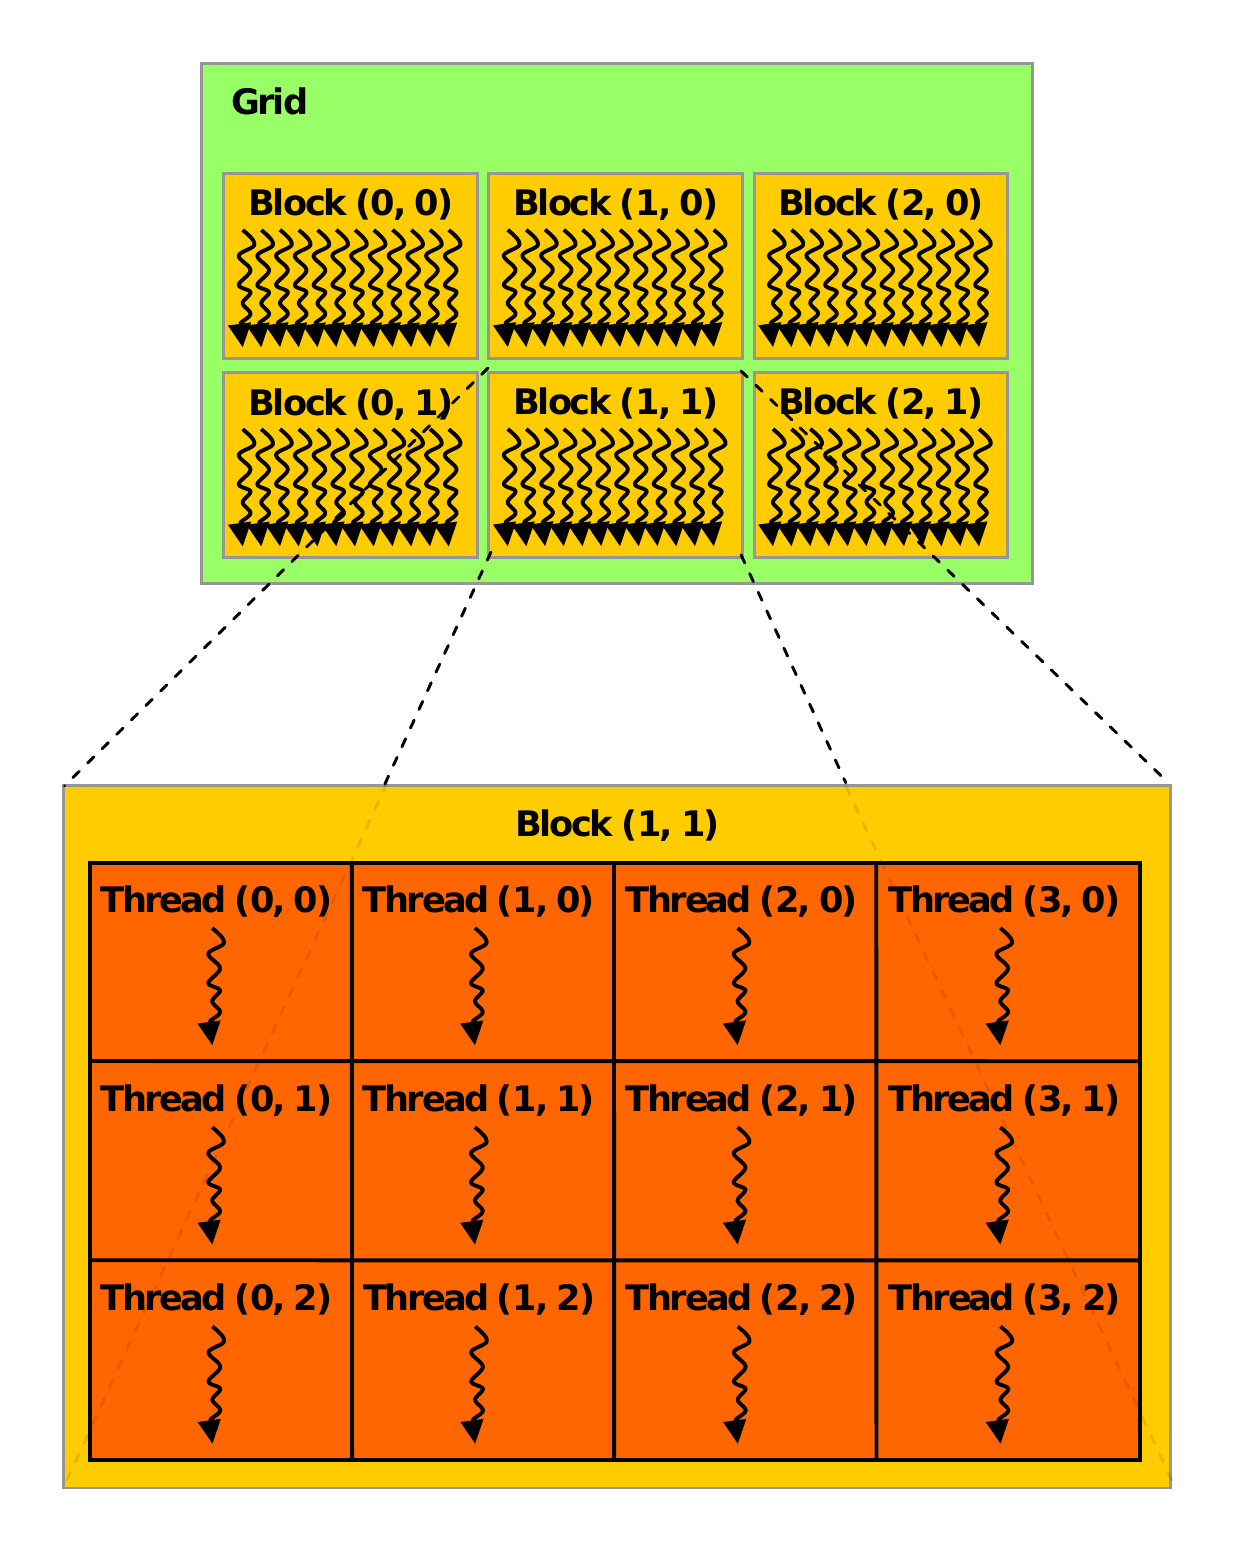 Grid
Block (0, 0) Block (1, 0) Block (2, 0)
Block (0, 1) Block (1, 1) Block (2, 1)
Block (1, 1)
Thread (0, 0) Thread (1, 0) Thread (2, 0) Thread (3, 0)
Thread (0, 1) Thread (1, 1) Thread (2, 1) Thread (3, 1)
Thread (0, 2) Thread (1, 2) Thread (2, 2) Thread (3, 2)